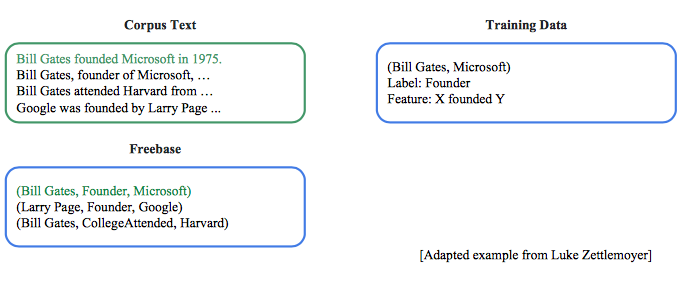 Corpus Text
Bill Gates founded Microsoft in 1975.
Bill Gates, founder of Microsoft, …
Bill Gates attended Harvard from …
Google was founded by Larry Page ...
Freebase
(Bill Gates, Founder, Microsoft)
(Larry Page, Founder, Google)
(Bill Gates, CollegeAttended, Harvard)
Training Data
(Bill Gates, Microsoft)
Label: Founder
Feature: X founded Y
[Adapted example from Luke Zettlemoyer]